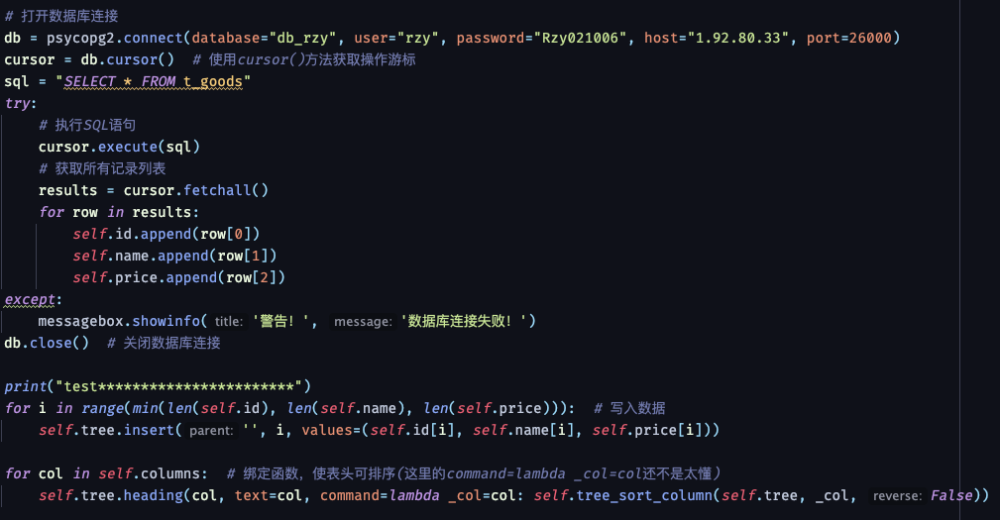 # 打开数据库连接
db = psycopg2.connect(database="db_rzy", user="rzy", password="Rzy021006", host="1.92.80.33", port=26000)
cursor = db.cursor()  # 使用cursor()方法获取操作游标
sql = "SELECT * FROM t_goods"
try:
    # 执行SQL语句
    cursor.execute(sql)
    # 获取所有记录列表
    results = cursor.fetchall()
    for row in results:
        self.id.append(row[0])
        self.name.append(row[1])
        self.price.append(row[2])
except:
    messagebox.showinfo( title: '警告！',  message: '数据库连接失败！')
db.close()  # 关闭数据库连接
print("test***********************")
for i in range(min(len(self.id), len(self.name), len(self.price))):  # 写入数据
    self.tree.insert( parent: '', i, values=(self.id[i], self.name[i], self.price[i]))
for col in self.columns:  # 绑定函数，使表头可排序(这里的command=lambda _col=col还不是太懂)
    self.tree.heading(col, text=col, command=lambda _col=col: self.tree_sort_column(self.tree, _col,  reverse: False))